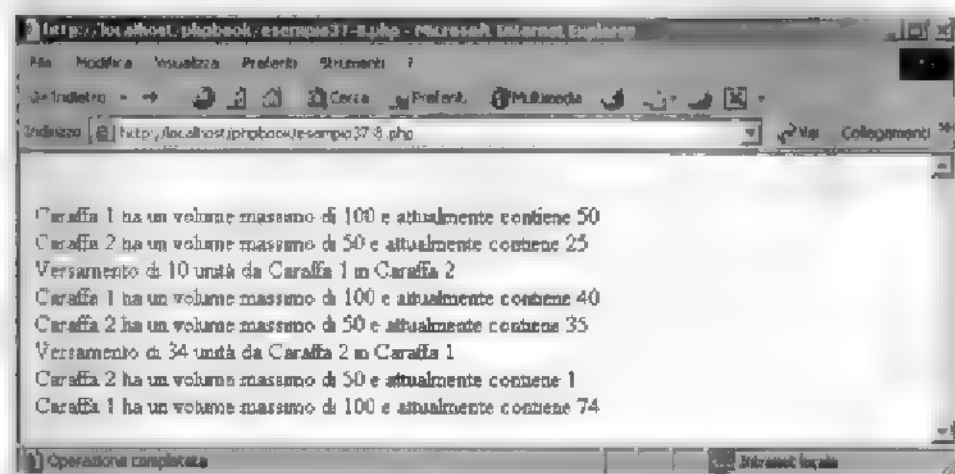 http://localhost/phpbook/esempio37-8.php - Microsoft Internet Explorer
File Modifica Visualizza Preferiti Strumenti ?
Indietro Cerca Preferiti Multimedia
Indirizzo http://localhost/phpbook/esempio37-8.php Vai Collegamenti
Caraffa 1 ha un volume massimo di 100 e attualmente contiene 50
Caraffa 2 ha un volume massimo di 50 e attualmente contiene 25
Versamento di 10 unità da Caraffa 1 in Caraffa 2
Caraffa 1 ha un volume massimo di 100 e attualmente contiene 40
Caraffa 2 ha un volume massimo di 50 e attualmente contiene 35
Versamento di 34 unità da Caraffa 2 in Caraffa 1
Caraffa 2 ha un volume massimo di 50 e attualmente contiene 1
Caraffa 1 ha un volume massimo di 100 e attualmente contiene 74
Operazione completata Intranet locale